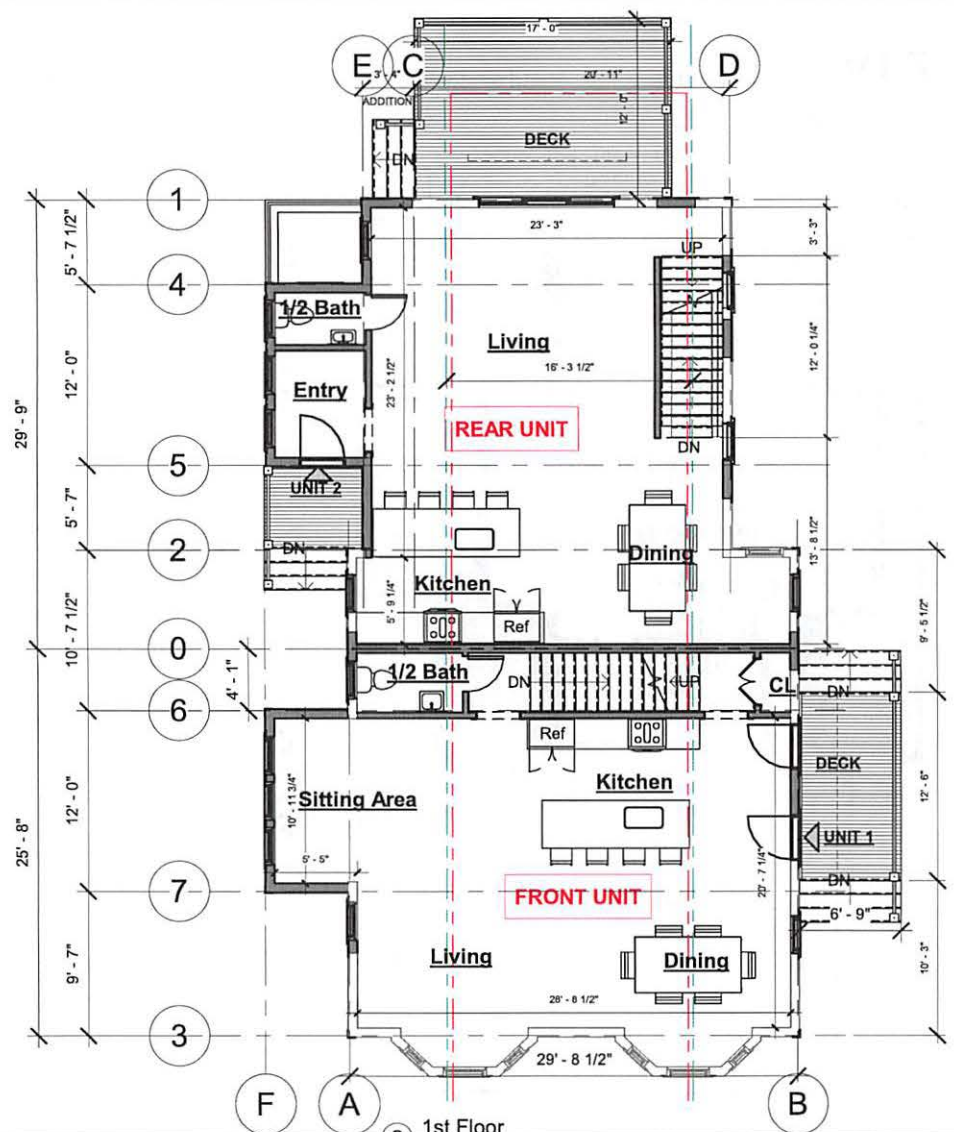 17' - 0"
E
C
D
3' - 4"
20' - 11"
ADDITION
12' - 0"
DECK
DN
1
23' - 3"
3' - 3"
5' - 7 1/2"
UP
4
1/2 Bath
Living
12' - 0 1/4"
16' - 3 1/2"
23' - 2 1/2"
12' - 0"
Entry
29' - 9"
REAR UNIT
DN
5
UNIT 2
5' - 7"
13' - 8 1/2"
DN
2
Dining
Kitchen
5' - 9 1/4"
Ref
10' - 7 1/2"
9' - 5 1/2"
0
1/2 Bath
DN
UP
CL
DN
4' - 1"
6
Ref
Kitchen
DECK
12' - 6"
Sitting Area
10' - 11 3/4"
12' - 0"
25' - 8"
UNIT 1
20' - 7 1/4"
5' - 5"
DN
7
FRONT UNIT
6' - 9"
9' - 7"
Living
Dining
10' - 3"
28' - 8 1/2"
3
29' - 8 1/2"
F
A
B
1st Floor